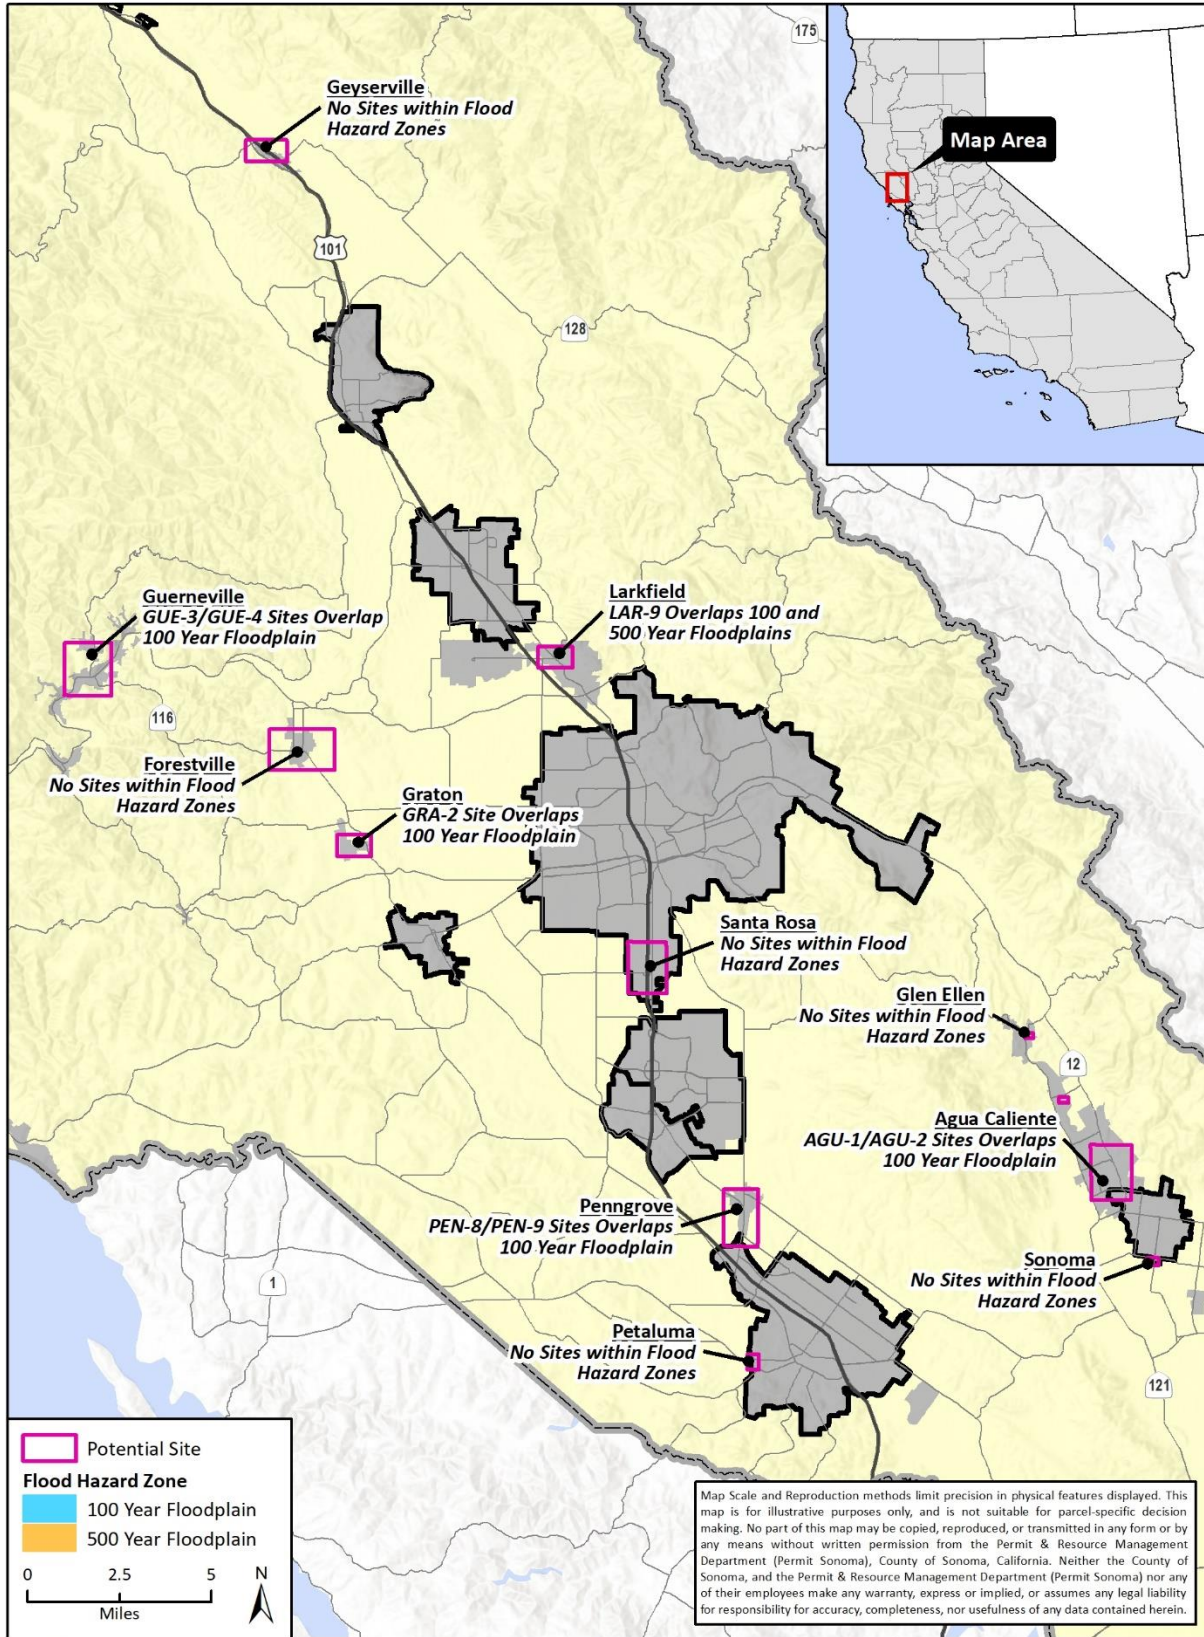 175
Map Area
Geyserville
No Sites within Flood
Hazard Zones
101
128
Guerneville
GUE-3/GUE-4 Sites Overlap
100 Year Floodplain
Larkfield
LAR-9 Overlaps 100 and
500 Year Floodplains
116
Forestville
No Sites within Flood
Hazard Zones
Graton
GRA-2 Site Overlaps
100 Year Floodplain
Santa Rosa
No Sites within Flood
Hazard Zones
Glen Ellen
No Sites within Flood
Hazard Zones
12
Agua Caliente
AGU-1/AGU-2 Sites Overlaps
100 Year Floodplain
Penngrove
PEN-8/PEN-9 Sites Overlaps
100 Year Floodplain
Sonoma
No Sites within Flood
Hazard Zones
1
Petaluma
No Sites within Flood
Hazard Zones
121
Potential Site
Flood Hazard Zone
100 Year Floodplain
500 Year Floodplain
0 2.5 5
Miles
N
Map Scale and Reproduction methods limit precision in physical features displayed. This
map is for illustrative purposes only, and is not suitable for parcel-specific decision
making. No part of this map may be copied, reproduced, or transmitted in any form or by
any means without written permission from the Permit & Resource Management
Department (Permit Sonoma), County of Sonoma, California. Neither the County of
Sonoma, and the Permit & Resource Management Department (Permit Sonoma) nor any
of their employees make any warranty, express or implied, or assumes any legal liability
for responsibility for accuracy, completeness, nor usefulness of any data contained herein.